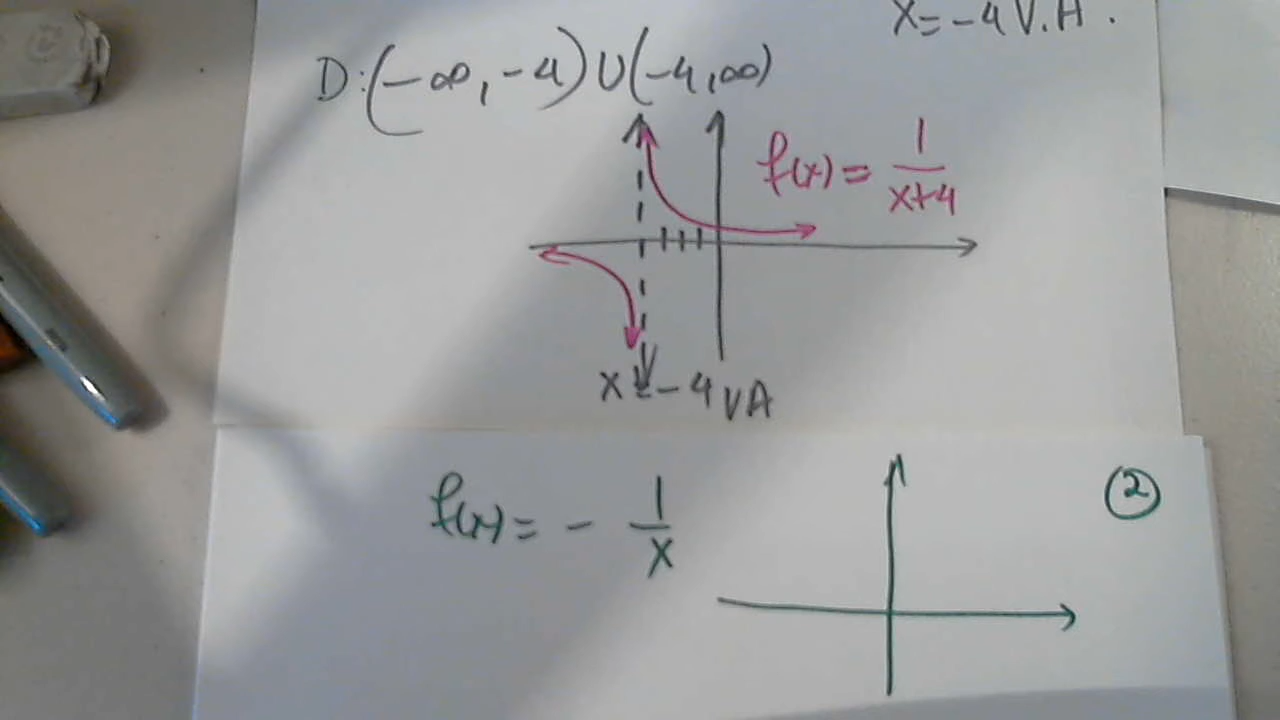 x = -4 V.A.
D:(-∞, -4) U (-4, ∞)
f(x) = 1/(x+4)
x = -4 VA
f(x) = - 1/x
②